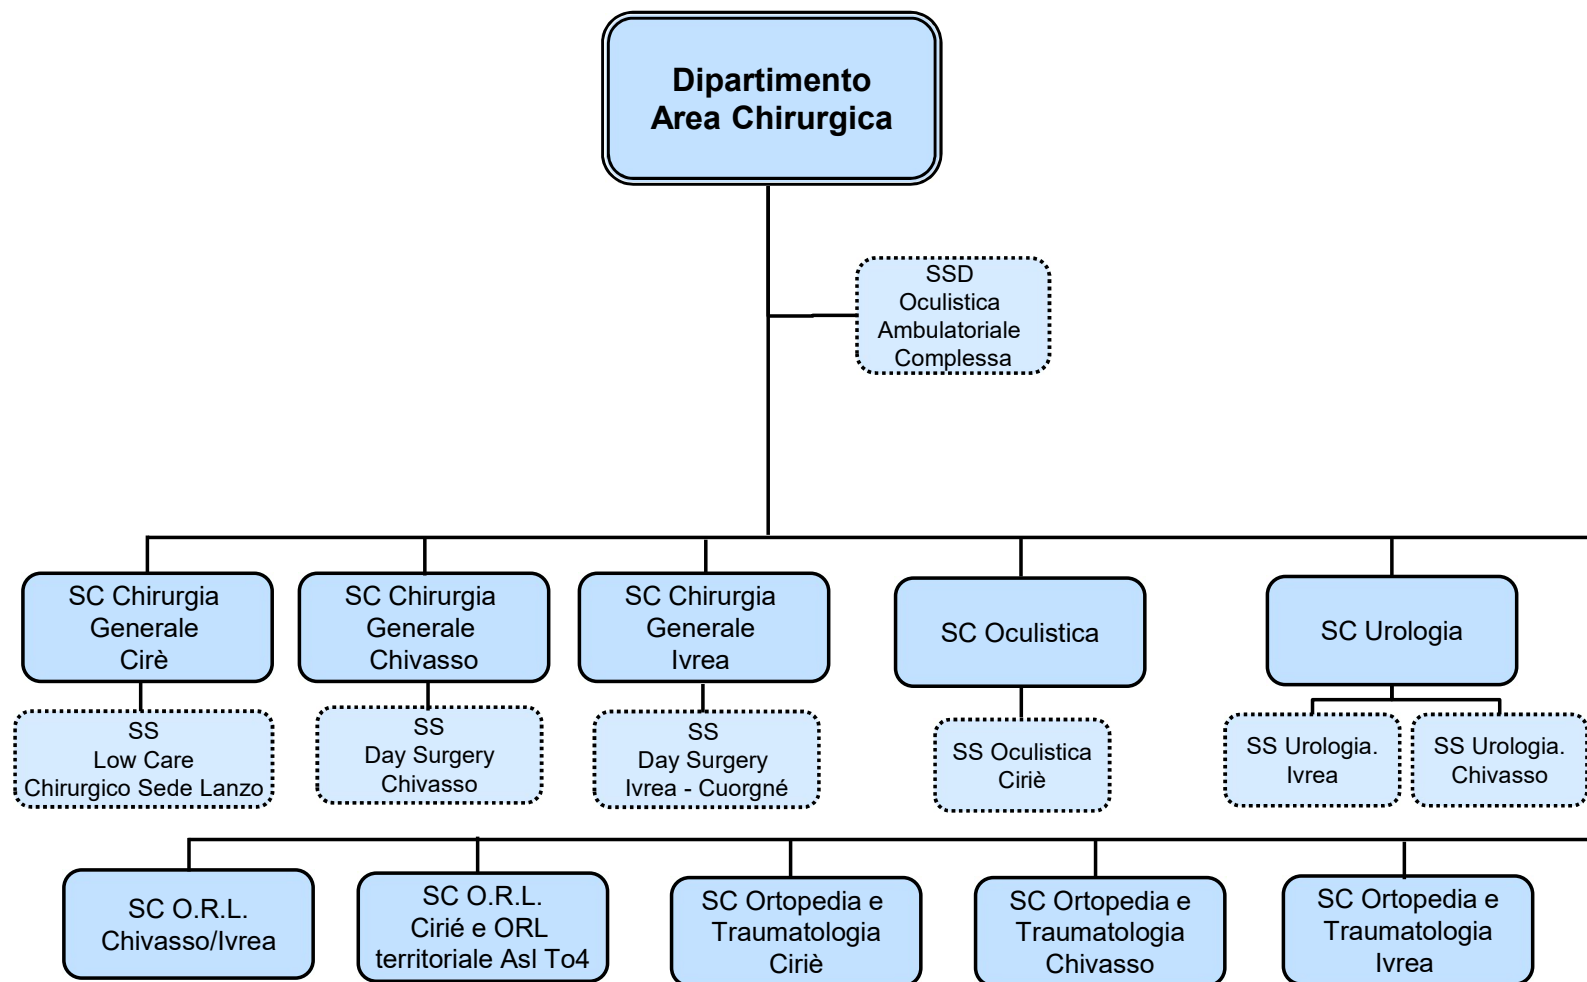 Dipartimento
Area Chirurgica
SSD
Oculistica
Ambulatoriale
Complessa
SC Chirurgia
Generale
Cirè
SC Chirurgia
Generale
Chivasso
SC Chirurgia
Generale
Ivrea
SC Oculistica
SC Urologia
SS
Low Care
Chirurgico Sede Lanzo
SS
Day Surgery
Chivasso
SS
Day Surgery
Ivrea - Cuorgné
SS Oculistica
Ciriè
SS Urologia.
Ivrea
SS Urologia.
Chivasso
SC O.R.L.
Chivasso/Ivrea
SC O.R.L.
Cirié e ORL
territoriale Asl To4
SC Ortopedia e
Traumatologia
Ciriè
SC Ortopedia e
Traumatologia
Chivasso
SC Ortopedia e
Traumatologia
Ivrea